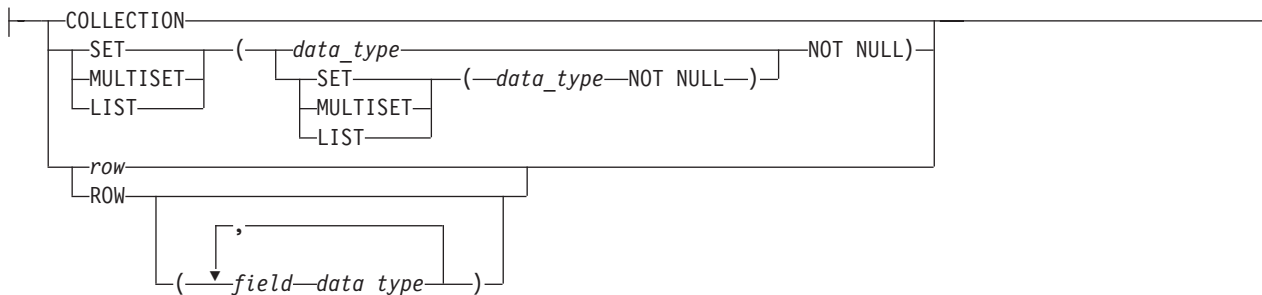 COLLECTION
SET ( data_type NOT NULL)
MULTISET SET ( data_type NOT NULL )
LIST MULTISET
LIST
row
ROW
,
( field data type )